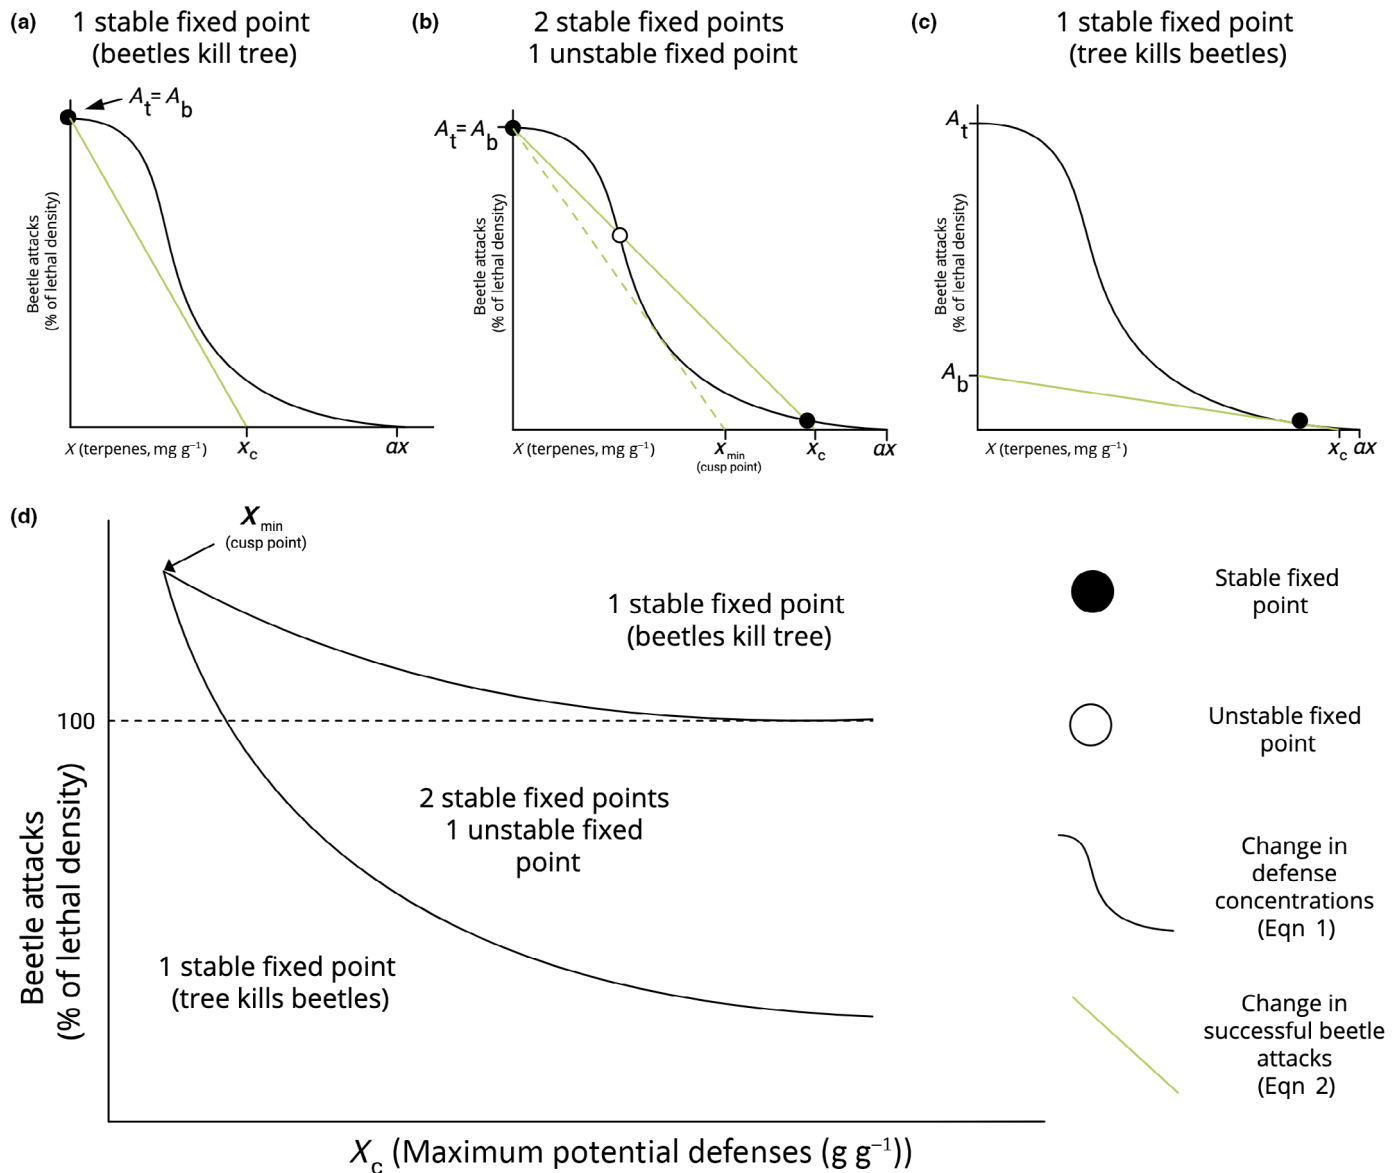 (a)
1 stable fixed point
(beetles kill tree)
At = Ab
Beetle attacks
(% of lethal density)
X (terpenes, mg g⁻¹)
xc
ax
(b)
2 stable fixed points
1 unstable fixed point
At = Ab
Beetle attacks
(% of lethal density)
X (terpenes, mg g⁻¹)
xmin
(cusp point)
xc
ax
(c)
1 stable fixed point
(tree kills beetles)
At
Ab
Beetle attacks
(% of lethal density)
X (terpenes, mg g⁻¹)
xc
ax
(d)
Xmin
(cusp point)
1 stable fixed point
(beetles kill tree)
100
2 stable fixed points
1 unstable fixed
point
1 stable fixed point
(tree kills beetles)
Beetle attacks
(% of lethal density)
Xc (Maximum potential defenses (g g⁻¹))
Stable fixed
point
Unstable fixed
point
Change in
defense
concentrations
(Eqn 1)
Change in
successful beetle
attacks
(Eqn 2)